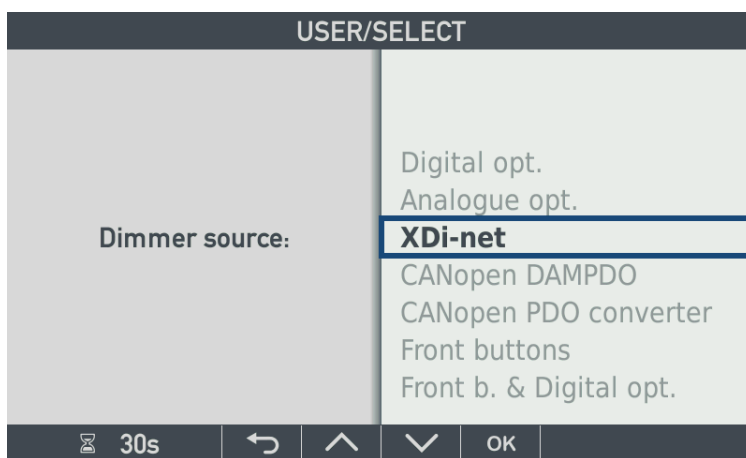 USER/SELECT
Dimmer source:
Digital opt.
Analogue opt.
XDi-net
CANopen DAMPDO
CANopen PDO converter
Front buttons
Front b. & Digital opt.
30s OK